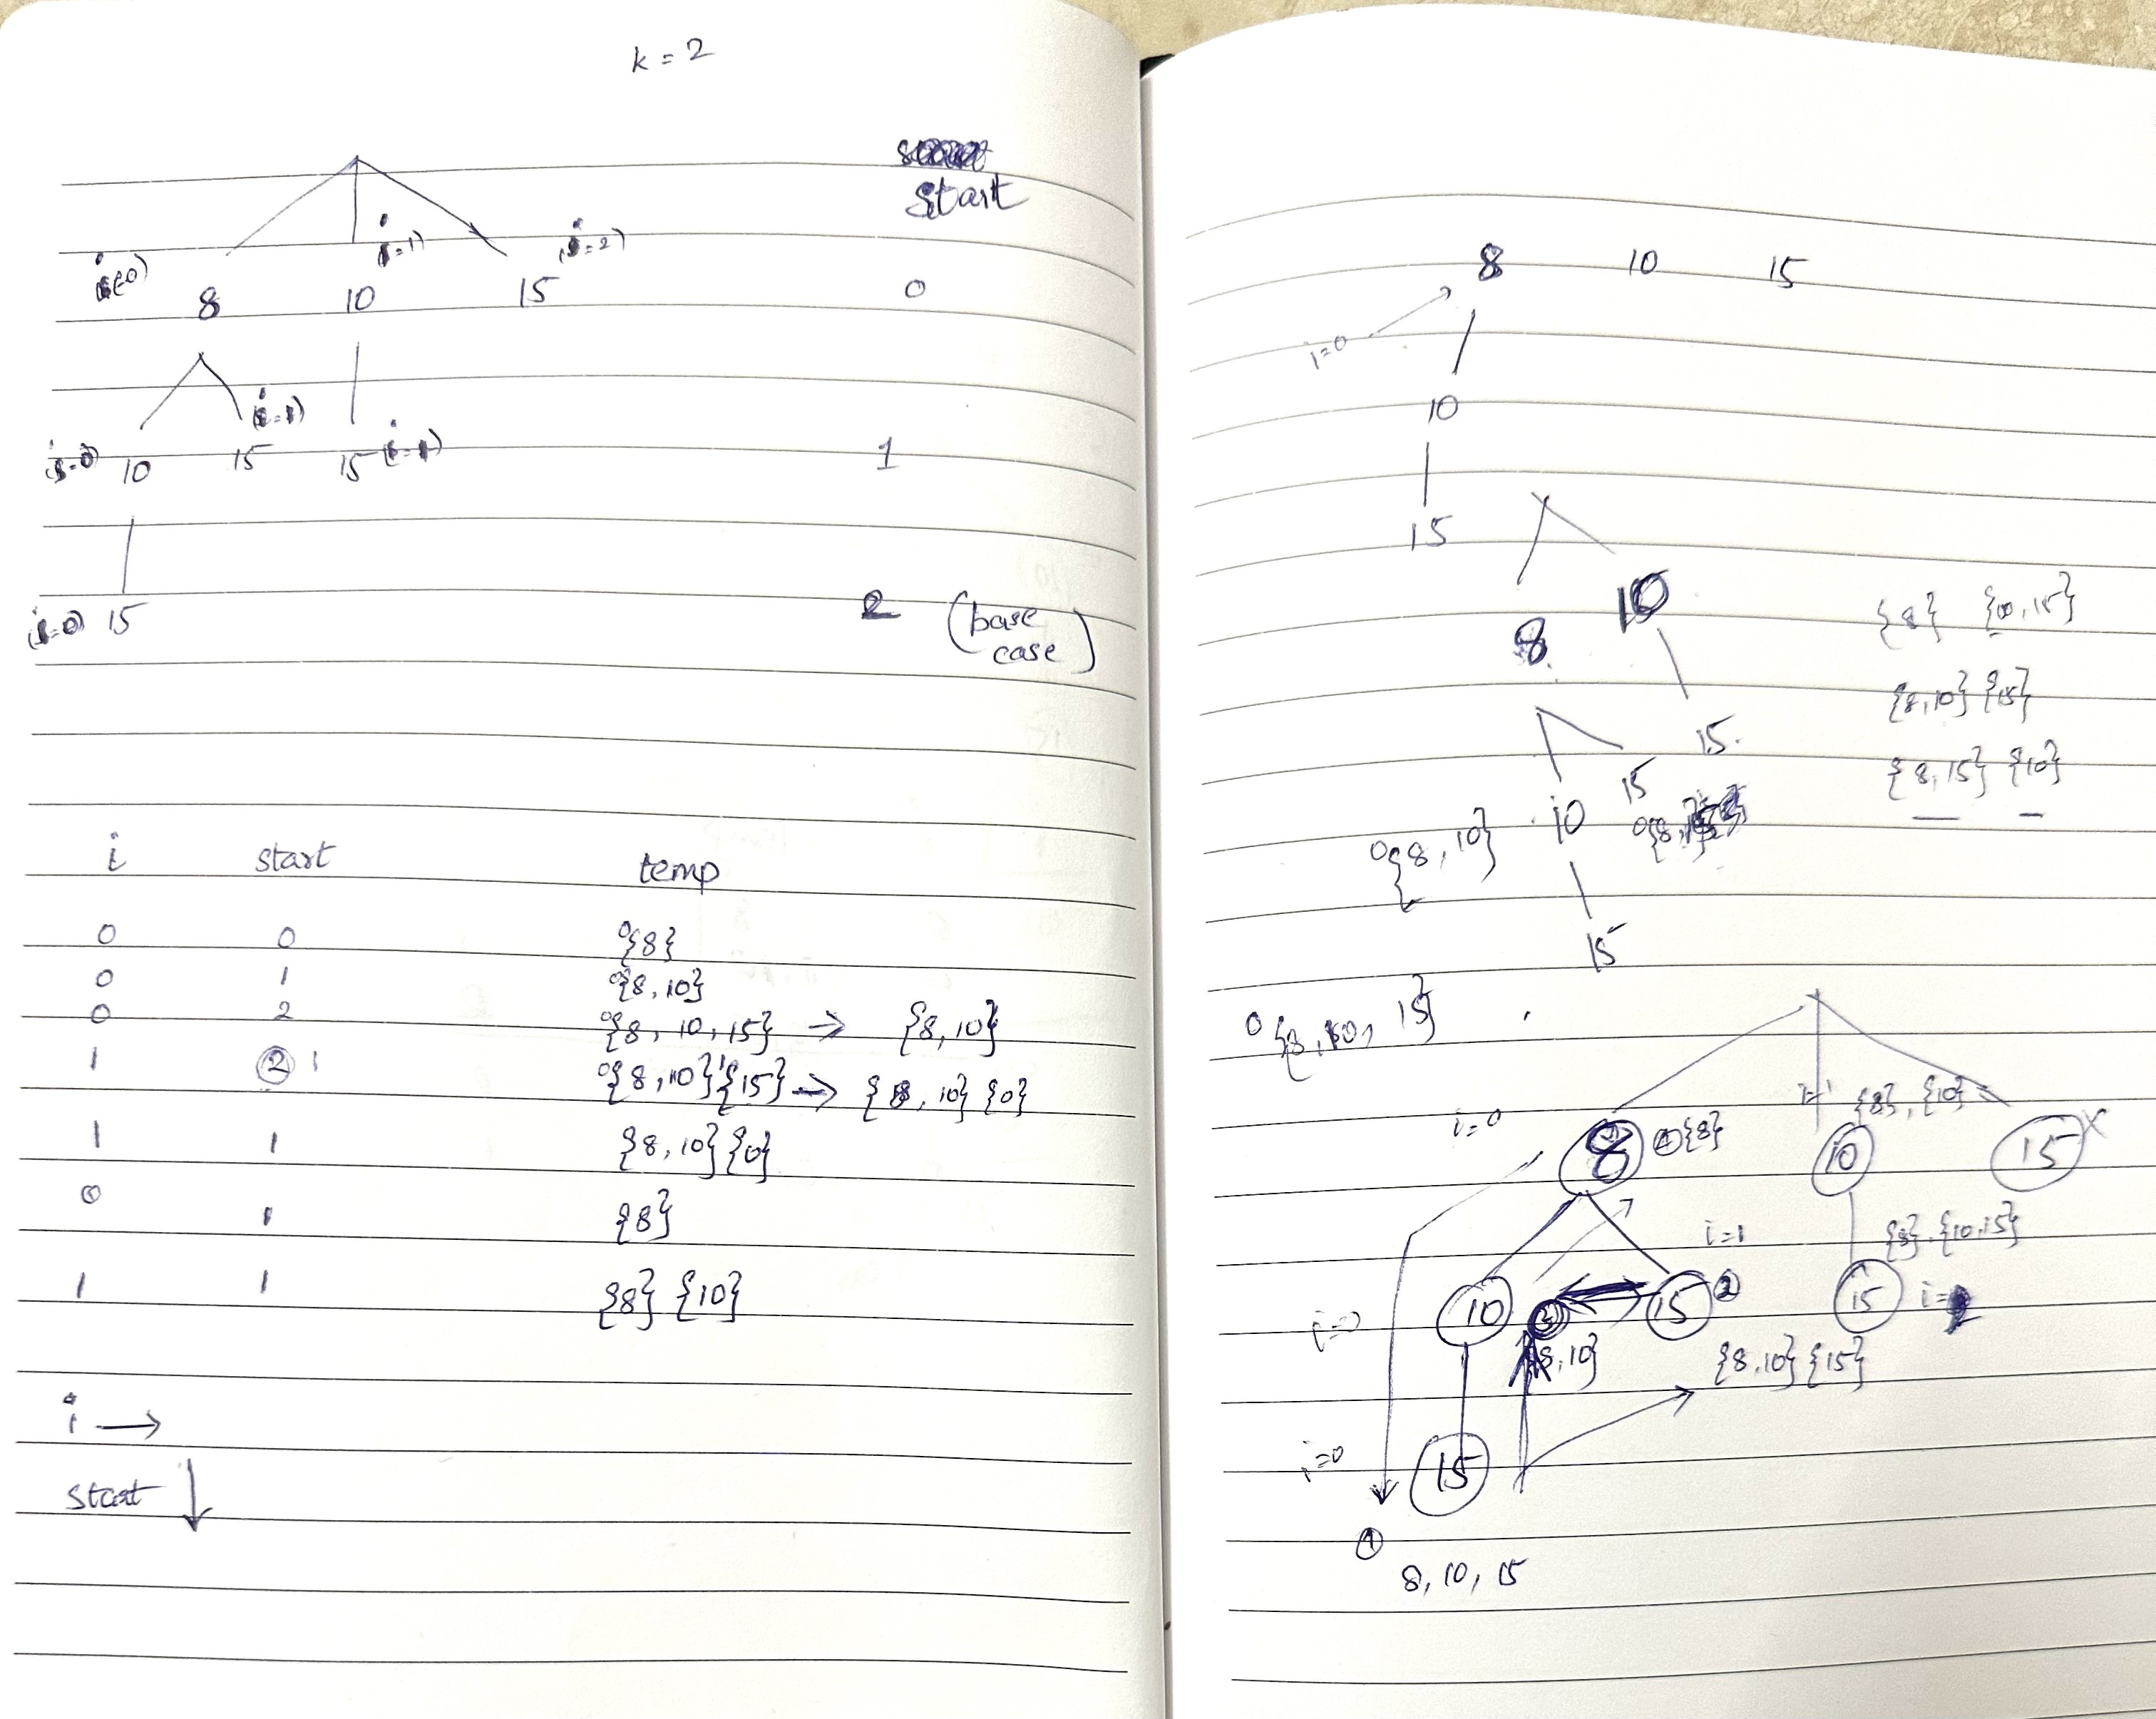 k = 2
start
(i=1) (i=2)
8 10 15 0
(i=1)
10 15 15 1
15 2 (base
case)
i start temp
0 0 0{8}
0 1 0{8, 10}
0 2 0{8, 10, 15} → {8, 10}
1 2 1 0{8, 10} 1{15} → {8, 10} {0}
1 1 {8, 10} {0}
0 1 {8}
1 1 {8} {10}
i →
start ↓
8 10 15
i=0
10
15
10 {8} {10, 15}
8
{8, 10} {15}
15
{8, 15} {10}
15
0{8, 10} 10
15
0{8, 10, 15}
i=0 i=1 {8}, {10}
8 {8} 10 15 x
i=1 {8}, {10, 15}
10 15 2 15
{8, 10} {8, 10} {15}
i=0
15
1
8, 10, 15